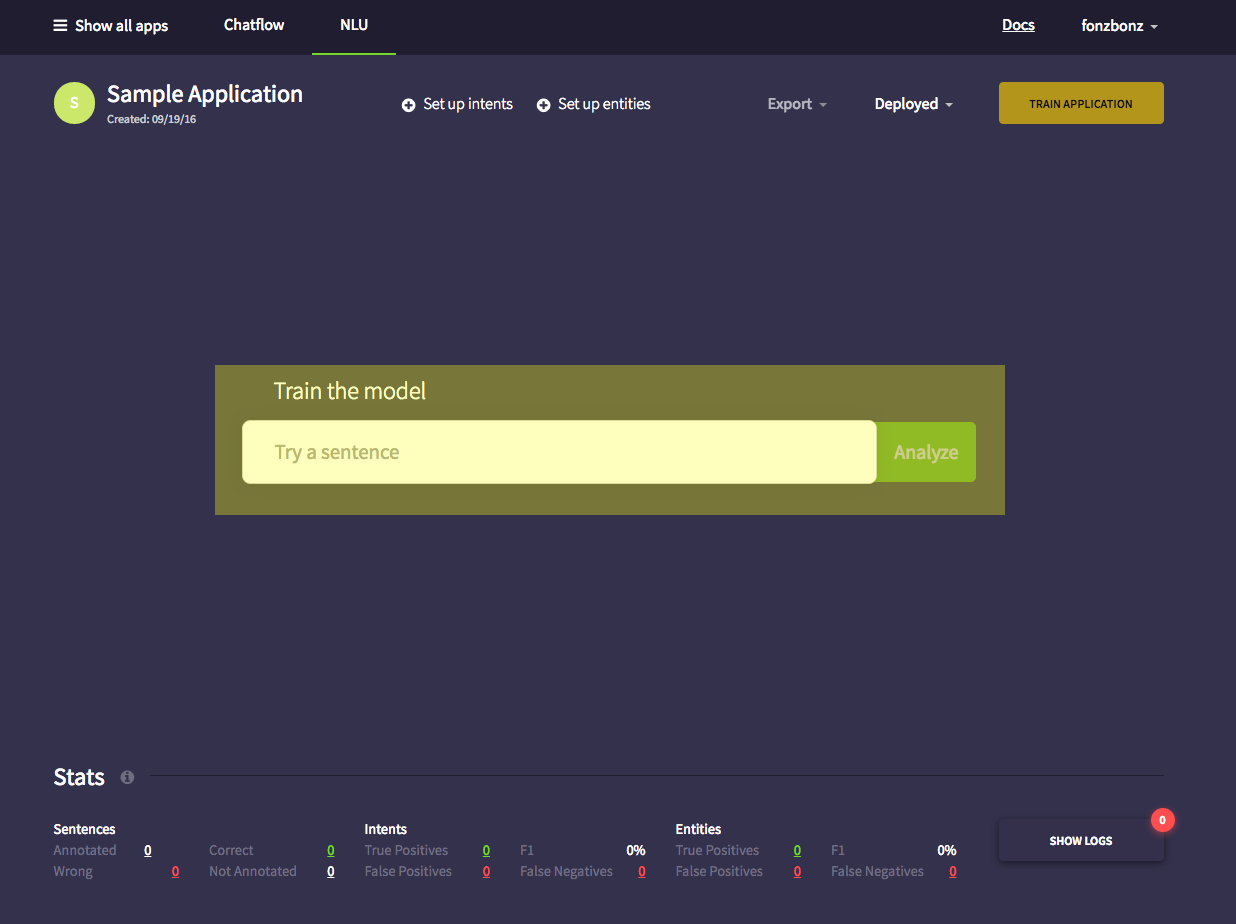 Show all apps Chatflow NLU Docs fonzbonz
S Sample Application
Created: 09/19/16
Set up intents Set up entities Export Deployed TRAIN APPLICATION
Train the model
Try a sentence Analyze
Stats
Sentences Intents Entities
Annotated 0 Correct 0 True Positives 0 F1 0% True Positives 0 F1 0%
Wrong 0 Not Annotated 0 False Positives 0 False Negatives 0 False Positives 0 False Negatives 0
0
SHOW LOGS